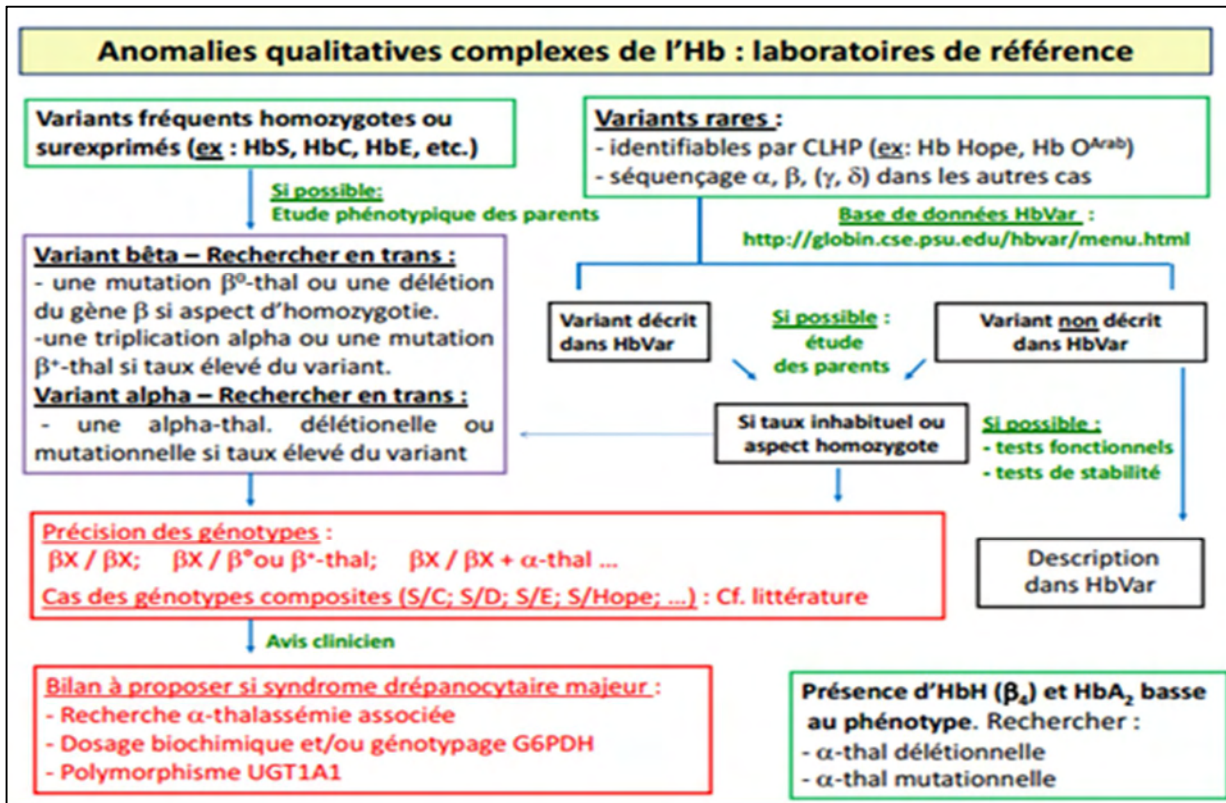 Anomalies qualitatives complexes de l'Hb : laboratoires de référence
Variants fréquents homozygotes ou
surexprimés (ex : HbS, HbC, HbE, etc.)
Variants rares :
- identifiables par CLHP (ex: Hb Hope, Hb Oᴬʳᵃᵇ)
- séquençage α, β, (γ, δ) dans les autres cas
Si possible:
Etude phénotypique des parents
Base de données HbVar :
http://globin.cse.psu.edu/hbvar/menu.html
Variant bêta – Rechercher en trans :
- une mutation β⁰-thal ou une délétion
du gène β si aspect d'homozygotie.
-une triplication alpha ou une mutation
β⁺-thal si taux élevé du variant.
Variant alpha – Rechercher en trans :
- une alpha-thal. délétionelle ou
mutationnelle si taux élevé du variant
Variant décrit
dans HbVar
Si possible :
étude
des parents
Variant non décrit
dans HbVar
Si taux inhabituel ou
aspect homozygote
Si possible :
- tests fonctionnels
- tests de stabilité
Description
dans HbVar
Précision des génotypes :
βX / βX; βX / β⁰ ou β⁺-thal; βX / βX + α-thal ...
Cas des génotypes composites (S/C; S/D; S/E; S/Hope; ...) : Cf. littérature
Avis clinicien
Bilan à proposer si syndrome drépanocytaire majeur :
- Recherche α-thalassémie associée
- Dosage biochimique et/ou génotypage G6PDH
- Polymorphisme UGT1A1
Présence d'HbH (β₄) et HbA₂ basse
au phénotype. Rechercher :
- α-thal délétionnelle
- α-thal mutationnelle